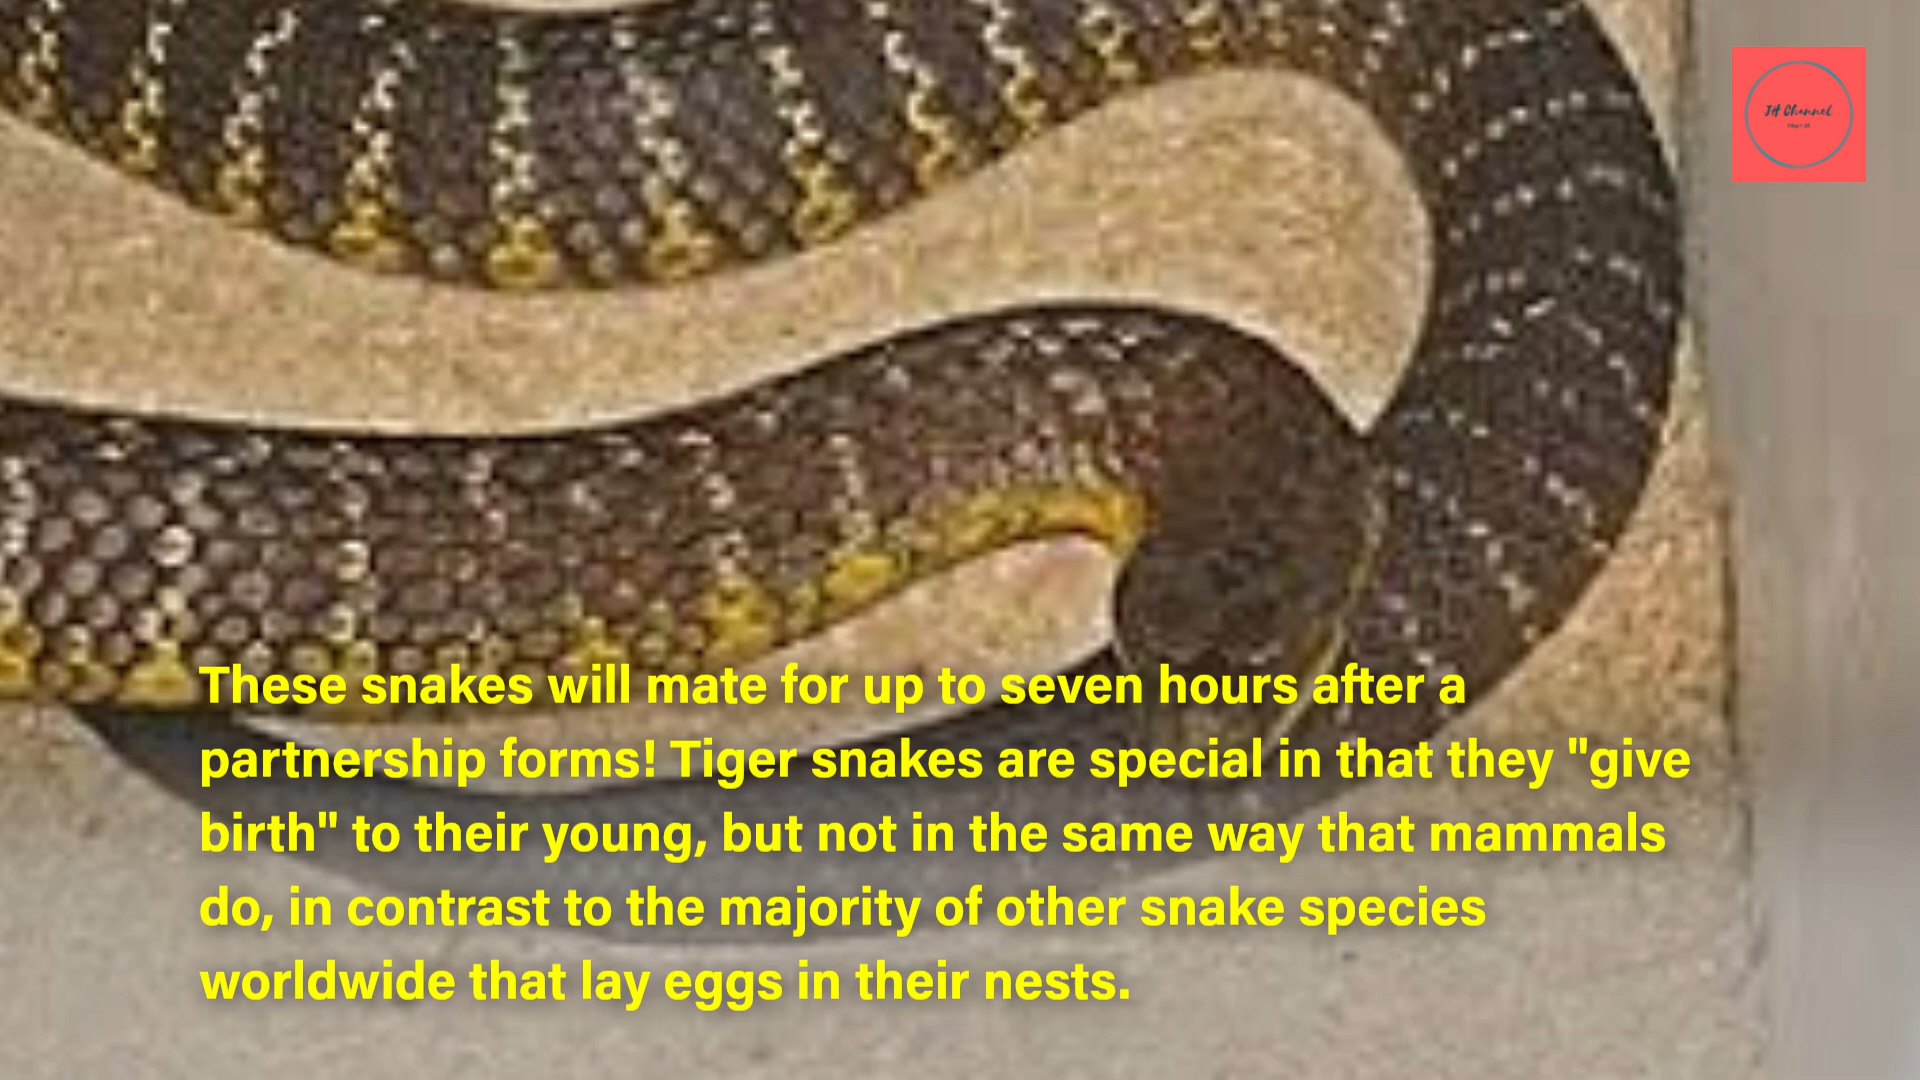 JH Channel
These snakes will mate for up to seven hours after a
partnership forms! Tiger snakes are special in that they "give
birth" to their young, but not in the same way that mammals
do, in contrast to the majority of other snake species
worldwide that lay eggs in their nests.